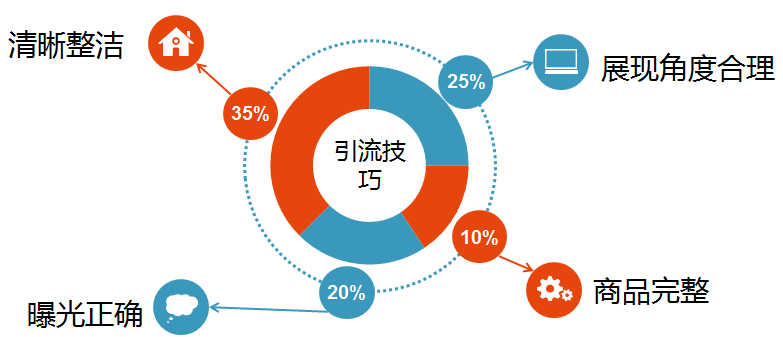 清晰整洁
35%
25%
展现角度合理
引流技
巧
10%
商品完整
20%
曝光正确